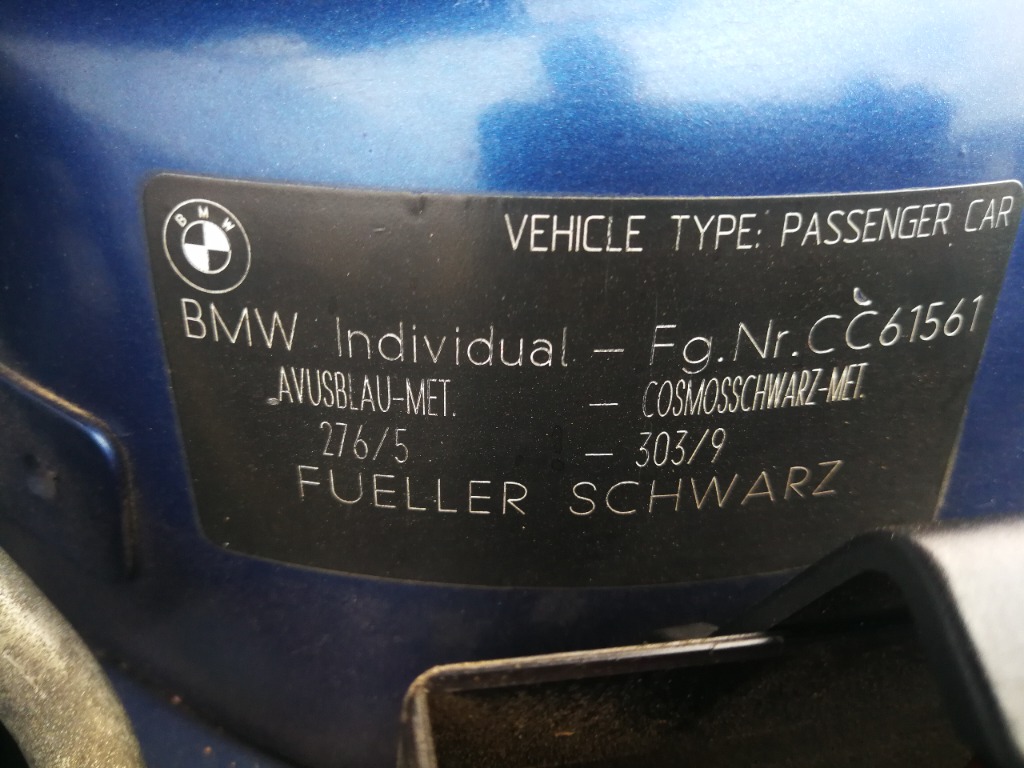 BMW
VEHICLE TYPE: PASSENGER CAR
BMW Individual – Fg.Nr.CC61561
AVUSBLAU-MET. – COSMOSSCHWARZ-MET.
276/5 – 303/9
FUELLER SCHWARZ